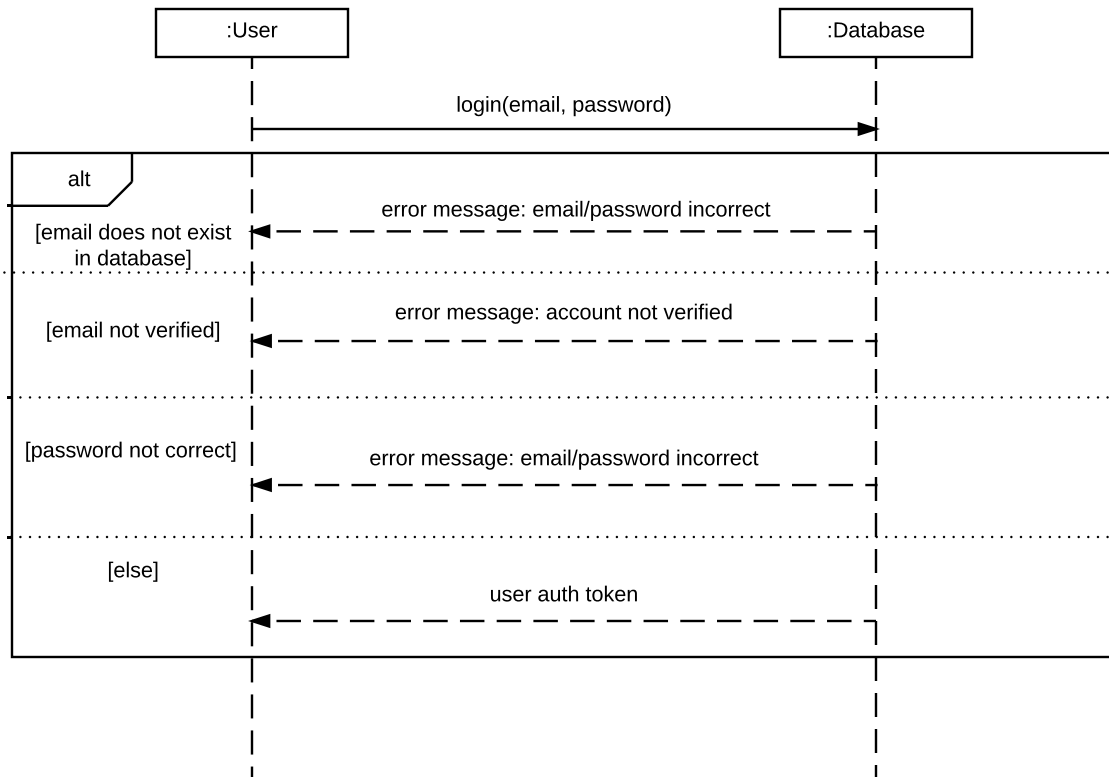 :User
:Database
login(email, password)
alt
error message: email/password incorrect
[email does not exist
in database]
error message: account not verified
[email not verified]
[password not correct]
error message: email/password incorrect
[else]
user auth token